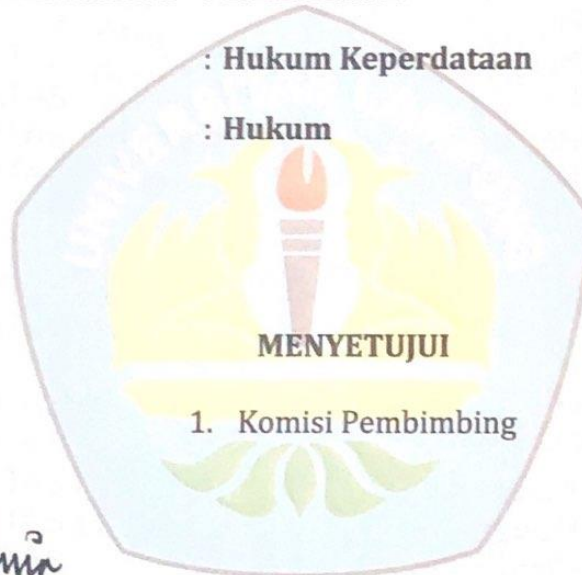 : Hukum Keperdataan
: Hukum
MENYETUJUI
1. Komisi Pembimbing